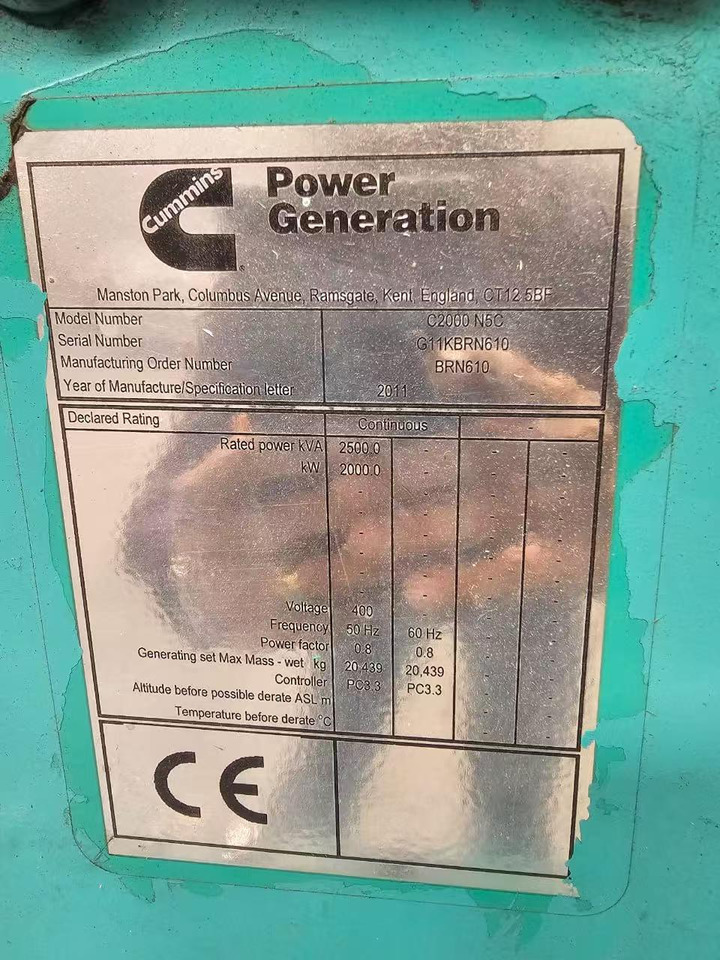 Cummins
Power
Generation
Manston Park, Columbus Avenue, Ramsgate, Kent, England, CT12 5BF
Model Number C2000 N5C
Serial Number G11KBRN610
Manufacturing Order Number BRN610
Year of Manufacture/Specification letter 2011 -
Declared Rating Continuous
Rated power kVA 2500.0 - - -
kW 2000.0 - - -
- - - -
- - - -
- - - -
- - - -
- - - -
- - - -
Voltage 400 - - -
Frequency 50 Hz 60 Hz - -
Power factor 0.8 0.8 - -
Generating set Max Mass - wet kg 20,439 20,439 - -
Controller PC3.3 PC3.3 - -
Altitude before possible derate ASL m
Temperature before derate °C
CE